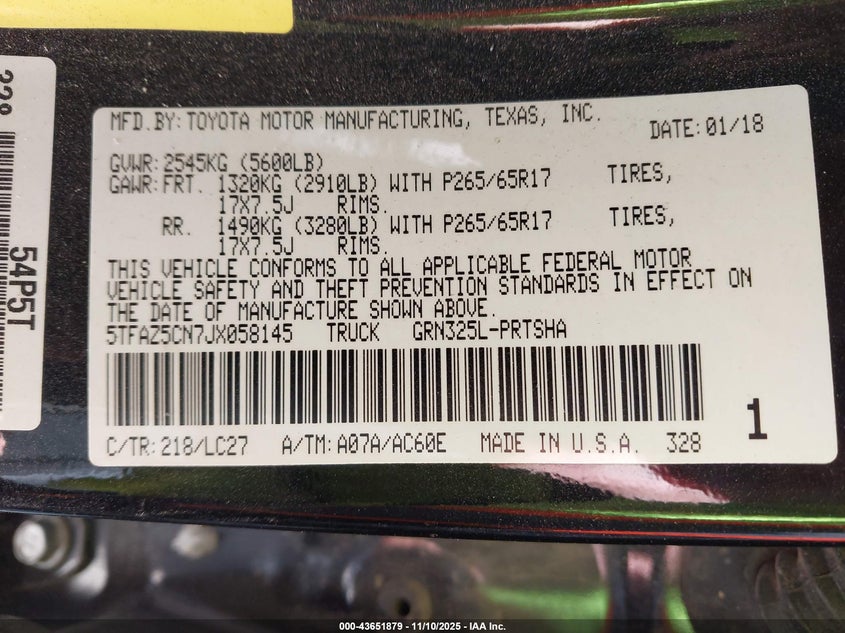 MFD.BY:TOYOTA MOTOR MANUFACTURING, TEXAS, INC.
DATE:01/18
GVWR:2545KG (5600LB)
GAWR:FRT. 1320KG (2910LB) WITH P265/65R17 TIRES,
17X7.5J RIMS.
RR. 1490KG (3280LB) WITH P265/65R17 TIRES,
17X7.5J RIMS.
THIS VEHICLE CONFORMS TO ALL APPLICABLE FEDERAL MOTOR
VEHICLE SAFETY AND THEFT PREVENTION STANDARDS IN EFFECT ON
THE DATE OF MANUFACTURE SHOWN ABOVE.
5TFAZ5CN7JX058145 TRUCK GRN325L-PRTSHA
C/TR:218/LC27 A/TM:A07A/AC60E MADE IN U.S.A. 328
1
54P5T
000-43651879 - 11/10/2025 - IAA Inc.